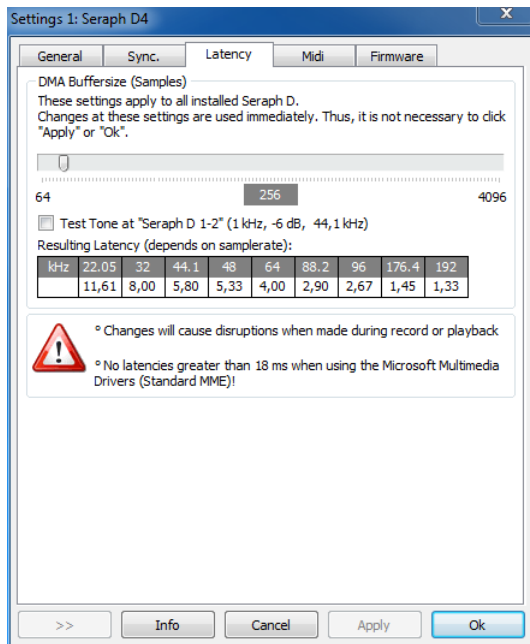 Settings 1: Seraph D4
x
General Sync. Latency Midi Firmware
DMA Buffersize (Samples)
These settings apply to all installed Seraph D.
Changes at these settings are used immediately. Thus, it is not necessary to click
"Apply" or "Ok".
64 256 4096
Test Tone at "Seraph D 1-2" (1 kHz, -6 dB, 44,1 kHz)
Resulting Latency (depends on samplerate):
kHz 22.05 32 44.1 48 64 88.2 96 176.4 192
11,61 8,00 5,80 5,33 4,00 2,90 2,67 1,45 1,33
! ° Changes will cause disruptions when made during record or playback
° No latencies greater than 18 ms when using the Microsoft Multimedia
Drivers (Standard MME)!
>> Info Cancel Apply Ok